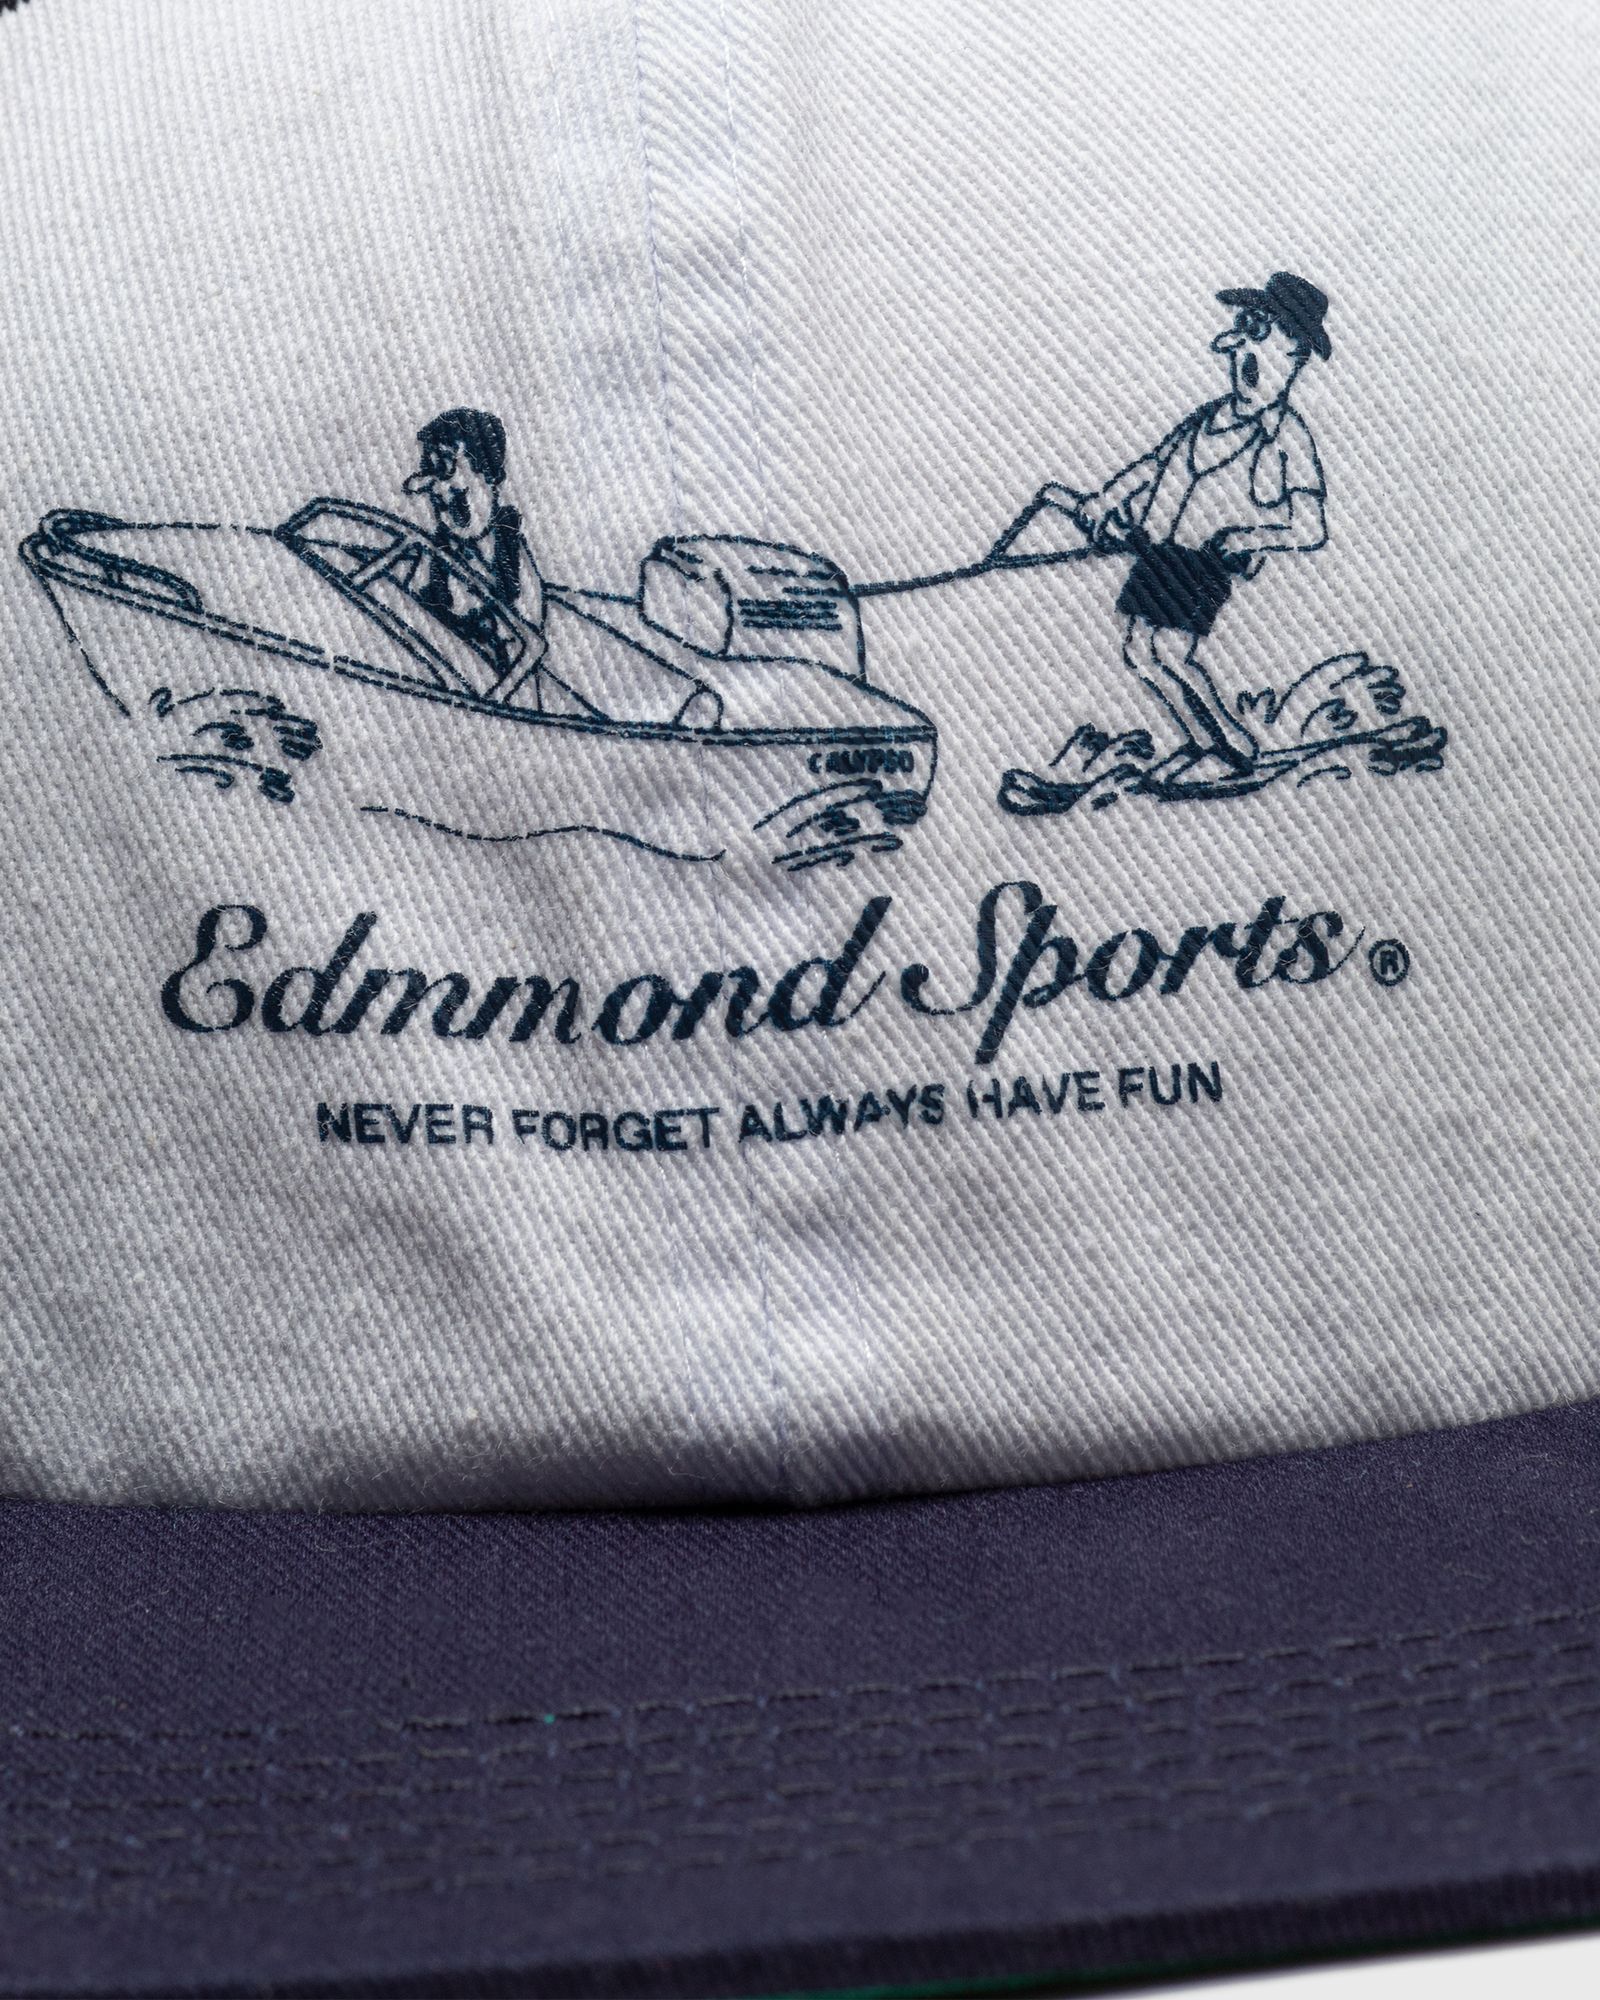 CALYPSO
Edmmond Sports®
NEVER FORGET ALWAYS HAVE FUN